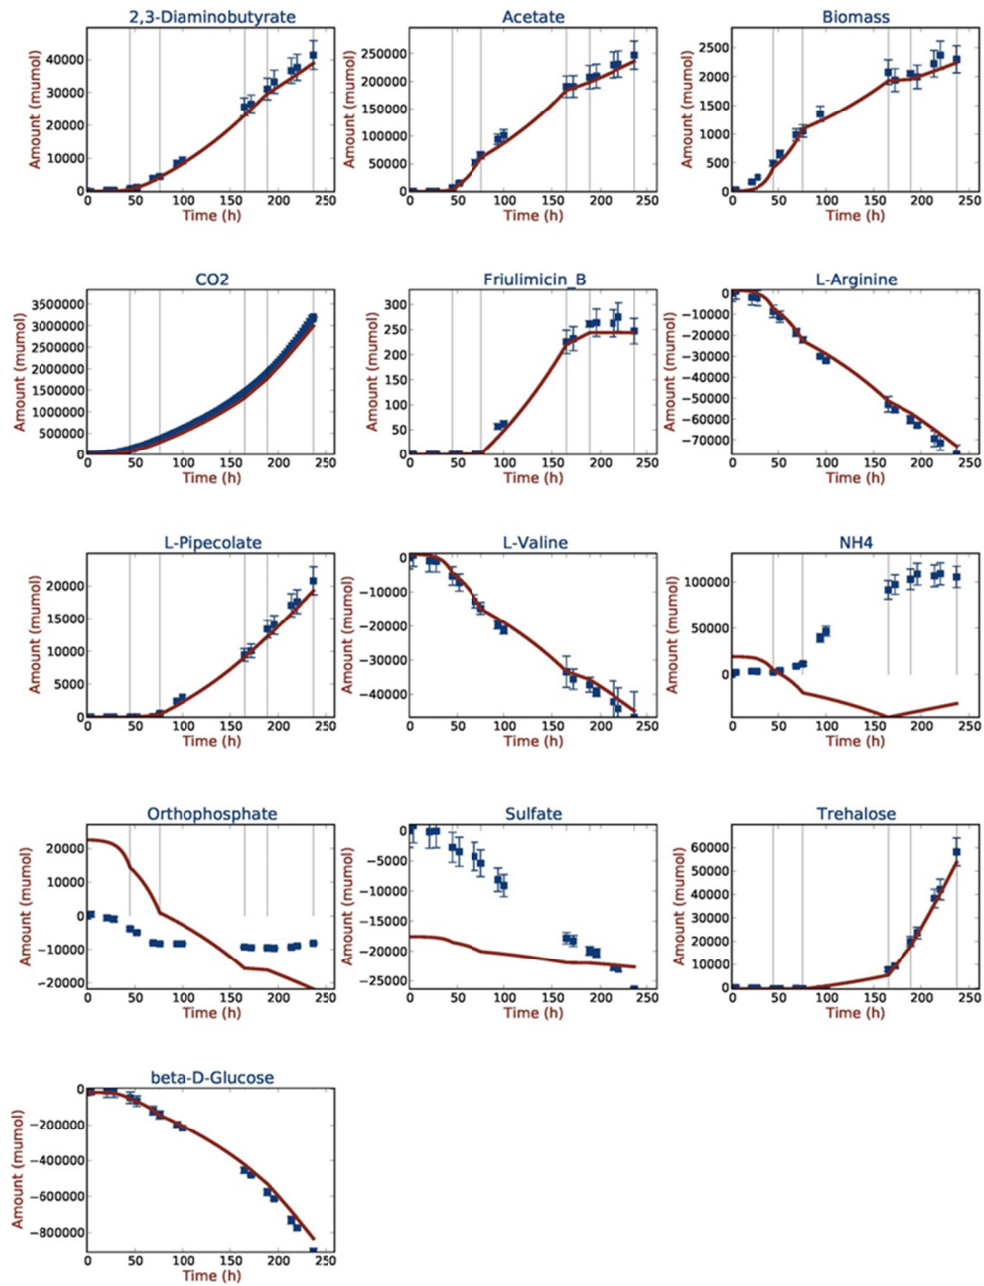 2,3-Diaminobutyrate
Acetate
Biomass
Amount (mumol)
40000
30000
20000
10000
0
0 50 100 150 200 250
Time (h)
Amount (mumol)
250000
200000
150000
100000
50000
0
0 50 100 150 200 250
Time (h)
Amount (mumol)
2500
2000
1500
1000
500
0
0 50 100 150 200 250
Time (h)
CO2
Friulimicin_B
L-Arginine
Amount (mumol)
3500000
3000000
2500000
2000000
1500000
1000000
500000
0
0 50 100 150 200 250
Time (h)
Amount (mumol)
300
250
200
150
100
50
0
0 50 100 150 200 250
Time (h)
Amount (mumol)
0
−10000
−20000
−30000
−40000
−50000
−60000
−70000
0 50 100 150 200 250
Time (h)
L-Pipecolate
L-Valine
NH4
Amount (mumol)
20000
15000
10000
5000
0
0 50 100 150 200 250
Time (h)
Amount (mumol)
0
−10000
−20000
−30000
−40000
0 50 100 150 200 250
Time (h)
Amount (mumol)
100000
50000
0
0 50 100 150 200 250
Time (h)
Orthophosphate
Sulfate
Trehalose
Amount (mumol)
20000
10000
0
−10000
−20000
0 50 100 150 200 250
Time (h)
Amount (mumol)
0
−5000
−10000
−15000
−20000
−25000
0 50 100 150 200 250
Time (h)
Amount (mumol)
60000
50000
40000
30000
20000
10000
0
0 50 100 150 200 250
Time (h)
beta-D-Glucose
Amount (mumol)
0
−200000
−400000
−600000
−800000
0 50 100 150 200 250
Time (h)